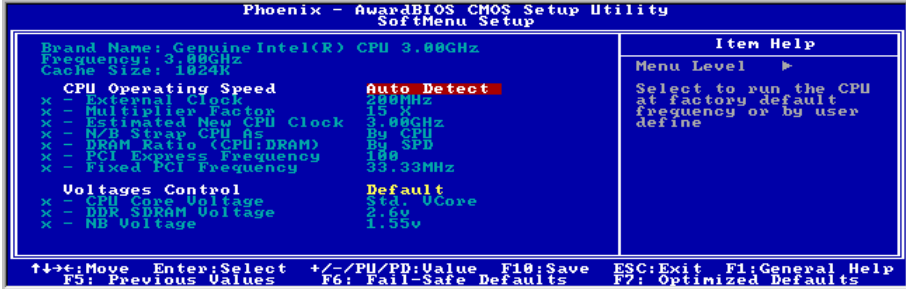 Phoenix - AwardBIOS CMOS Setup Utility
SoftMenu Setup
Brand Name: Genuine Intel(R) CPU 3.00GHz
Frequency: 3.00GHz
Cache Size: 1024K
CPU Operating Speed Auto Detect
x - External Clock 200MHz
x - Multiplier Factor 15 X
x - Estimated New CPU Clock 3.00GHz
x - N/B Strap CPU As By CPU
x - DRAM Ratio (CPU:DRAM) By SPD
x - PCI Express Frequency 100
x - Fixed PCI Frequency 33.33MHz
Voltages Control Default
x - CPU Core Voltage Std. VCore
x - DDR SDRAM Voltage 2.6v
x - NB Voltage 1.55v
Item Help
Menu Level ►
Select to run the CPU
at factory default
frequency or by user
define
↑↓→←:Move Enter:Select +/-/PU/PD:Value F10:Save ESC:Exit F1:General Help
F5: Previous Values F6: Fail-Safe Defaults F7: Optimized Defaults